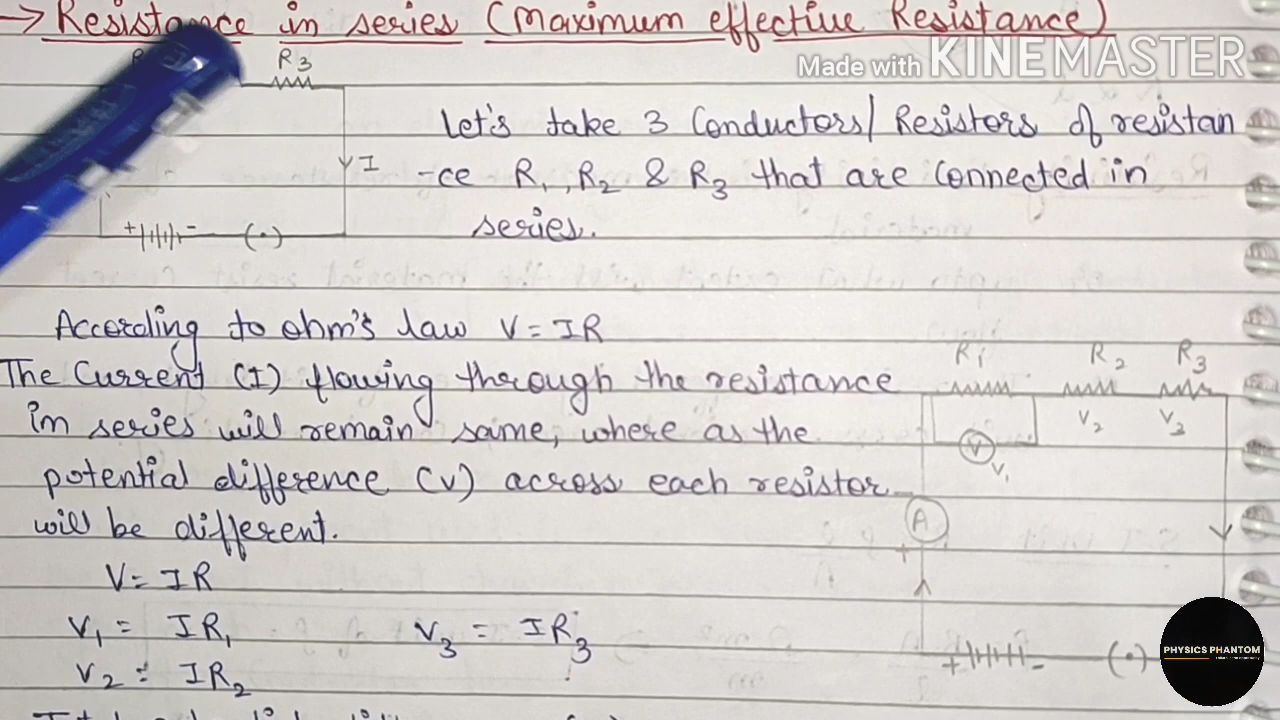 → Resistance in series (Maximum effective Resistance)
R3
Made with KINEMASTER
I
Let's take 3 Conductors/ Resistors of resistan
-ce R1, R2 & R3 that are connected in
series.
+ - (•)
According to ohm's law V = IR
The Current (I) flowing through the resistance
in series will remain same, where as the
potential difference (V) across each resistor
will be different.
V = IR
V1 = IR1 V3 = IR3
V2 = IR2
R1 R2 R3
V V1 V2 V3
A
+
+ - (•)
PHYSICS PHANTOM